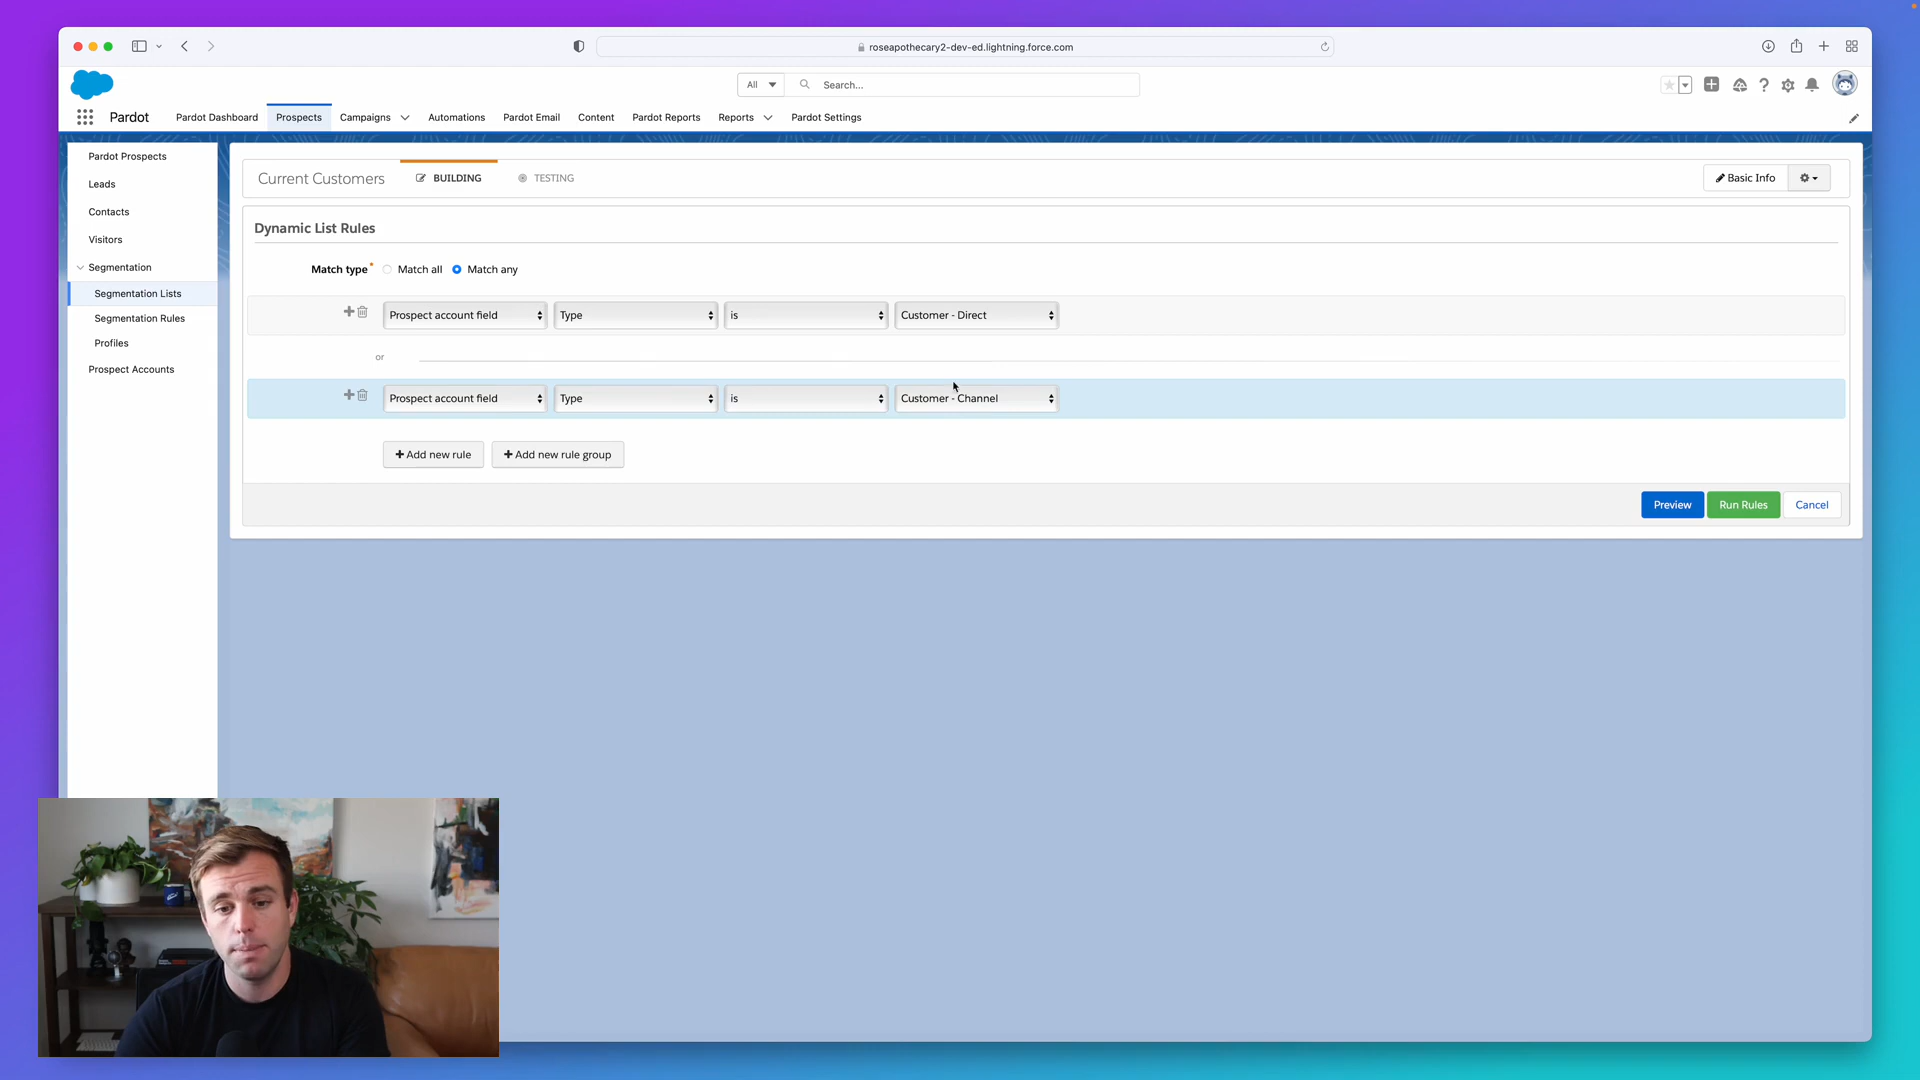 roseapothecary2-dev-ed.lightning.force.com
All
Search...
Pardot
Pardot Dashboard
Prospects
Campaigns
Automations
Pardot Email
Content
Pardot Reports
Reports
Pardot Settings
Pardot Prospects
Leads
Contacts
Visitors
Segmentation
Segmentation Lists
Segmentation Rules
Profiles
Prospect Accounts
Current Customers
BUILDING
TESTING
Basic Info
Dynamic List Rules
Match type * Match all Match any
Prospect account field Type is Customer - Direct
or
Prospect account field Type is Customer - Channel
+ Add new rule + Add new rule group
Preview Run Rules Cancel